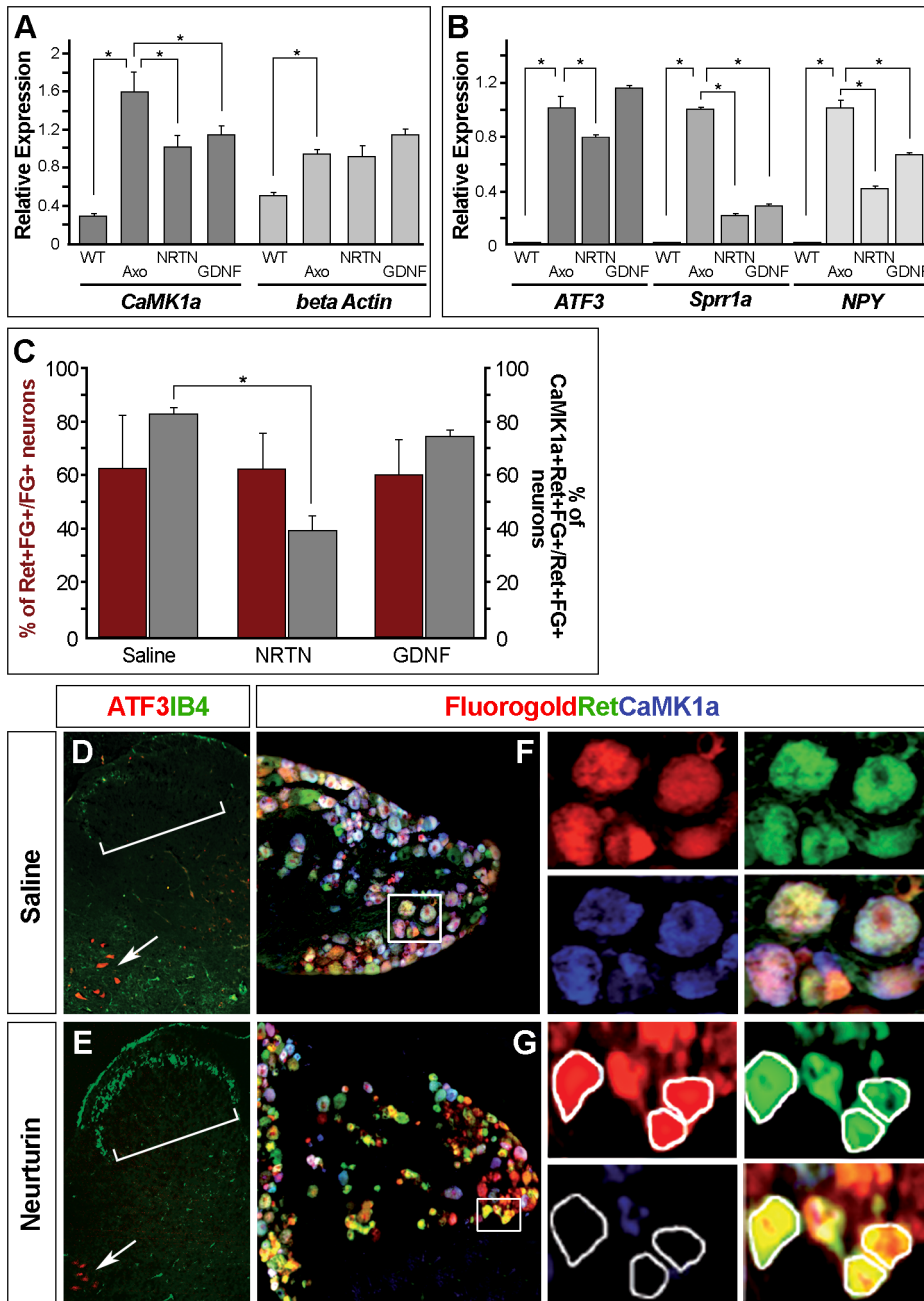 A
Relative Expression
2
1.6
1.2
0.8
0.4
0
* * * *
WT Axo NRTN GDNF WT Axo NRTN GDNF
CaMK1a beta Actin
B
Relative Expression
1.2
0.8
0.4
0
* * * * * * * *
WT Axo NRTN GDNF WT Axo NRTN GDNF WT Axo NRTN GDNF
ATF3 Sprr1a NPY
C
% of Ret+FG+/FG+ neurons
100
80
60
40
20
0
*
100
80
60
40
20
0
% of
CaMK1a+Ret+FG+/Ret+FG+
neurons
Saline NRTN GDNF
ATF3IB4
FluorogoldRetCaMK1a
Saline
D
F
Neurturin
E
G